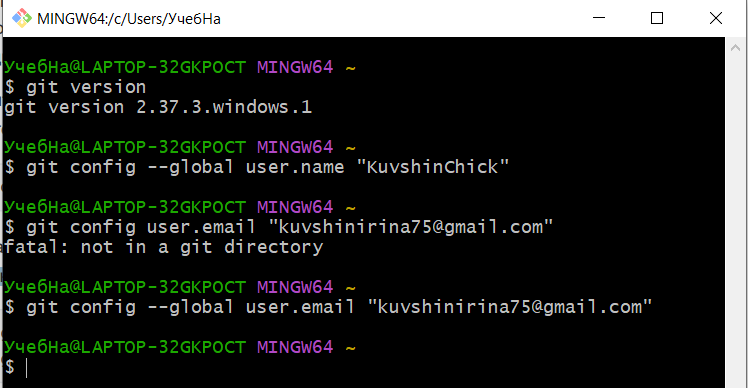 MINGW64:/c/Users/УчебНа
УчебНа@LAPTOP-32GKPOCT MINGW64 ~
$ git version
git version 2.37.3.windows.1
УчебНа@LAPTOP-32GKPOCT MINGW64 ~
$ git config --global user.name "KuvshinChick"
УчебНа@LAPTOP-32GKPOCT MINGW64 ~
$ git config user.email "kuvshinirina75@gmail.com"
fatal: not in a git directory
УчебНа@LAPTOP-32GKPOCT MINGW64 ~
$ git config --global user.email "kuvshinirina75@gmail.com"
УчебНа@LAPTOP-32GKPOCT MINGW64 ~
$